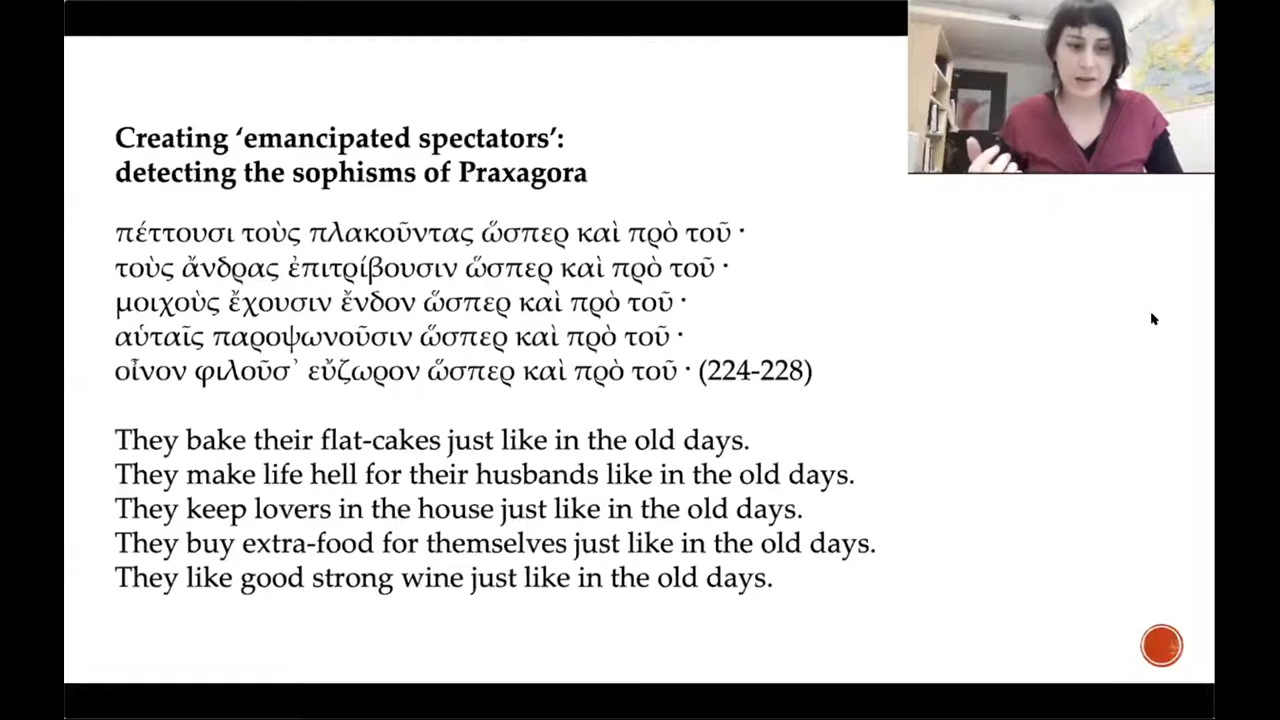 Creating ‘emancipated spectators’:
detecting the sophisms of Praxagora
πέττουσι τοὺς πλακοῦντας ὥσπερ καὶ πρὸ τοῦ ·
τοὺς ἄνδρας ἐπιτρίβουσιν ὥσπερ καὶ πρὸ τοῦ ·
μοιχοὺς ἔχουσιν ἔνδον ὥσπερ καὶ πρὸ τοῦ ·
αὑταῖς παροψωνοῦσιν ὥσπερ καὶ πρὸ τοῦ ·
οἶνον φιλοῦσ᾽ εὔζωρον ὥσπερ καὶ πρὸ τοῦ · (224-228)
They bake their flat-cakes just like in the old days.
They make life hell for their husbands like in the old days.
They keep lovers in the house just like in the old days.
They buy extra-food for themselves just like in the old days.
They like good strong wine just like in the old days.